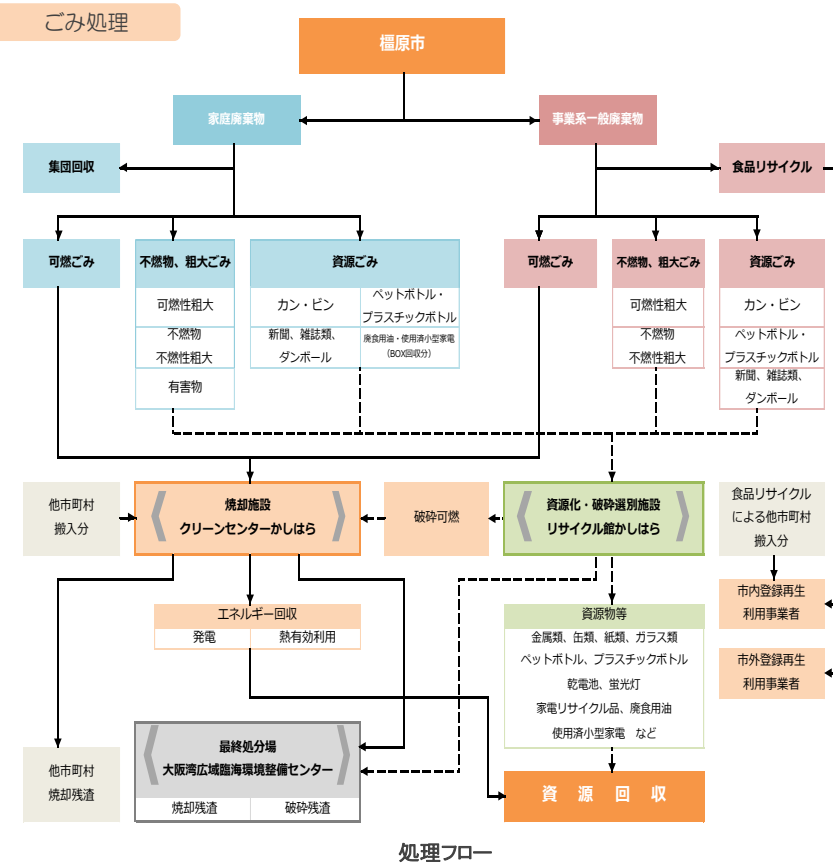 ごみ処理
橿原市
家庭廃棄物
事業系一般廃棄物
集団回収
食品リサイクル
可燃ごみ
不燃物、粗大ごみ
可燃性粗大
不燃物
不燃性粗大
有害物
資源ごみ
カン・ビン
ペットボトル・
プラスチックボトル
新聞、雑誌類、
ダンボール
廃食用油・使用済小型家電
（BOX回収分）
可燃ごみ
不燃物、粗大ごみ
可燃性粗大
不燃物
不燃性粗大
資源ごみ
カン・ビン
ペットボトル・
プラスチックボトル
新聞、雑誌類、
ダンボール
他市町村
搬入分
焼却施設
クリーンセンターかしはら
破砕可燃
資源化・破砕選別施設
リサイクル館かしはら
食品リサイクル
による他市町村
搬入分
エネルギー回収
発電
熱有効利用
資源物等
金属類、缶類、紙類、ガラス類
ペットボトル、プラスチックボトル
乾電池、蛍光灯
家電リサイクル品、廃食用油
使用済小型家電　など
市内登録再生
利用事業者
市外登録再生
利用事業者
他市町村
焼却残渣
最終処分場
大阪湾広域臨海環境整備センター
焼却残渣
破砕残渣
資　源　回　収
処理フロー